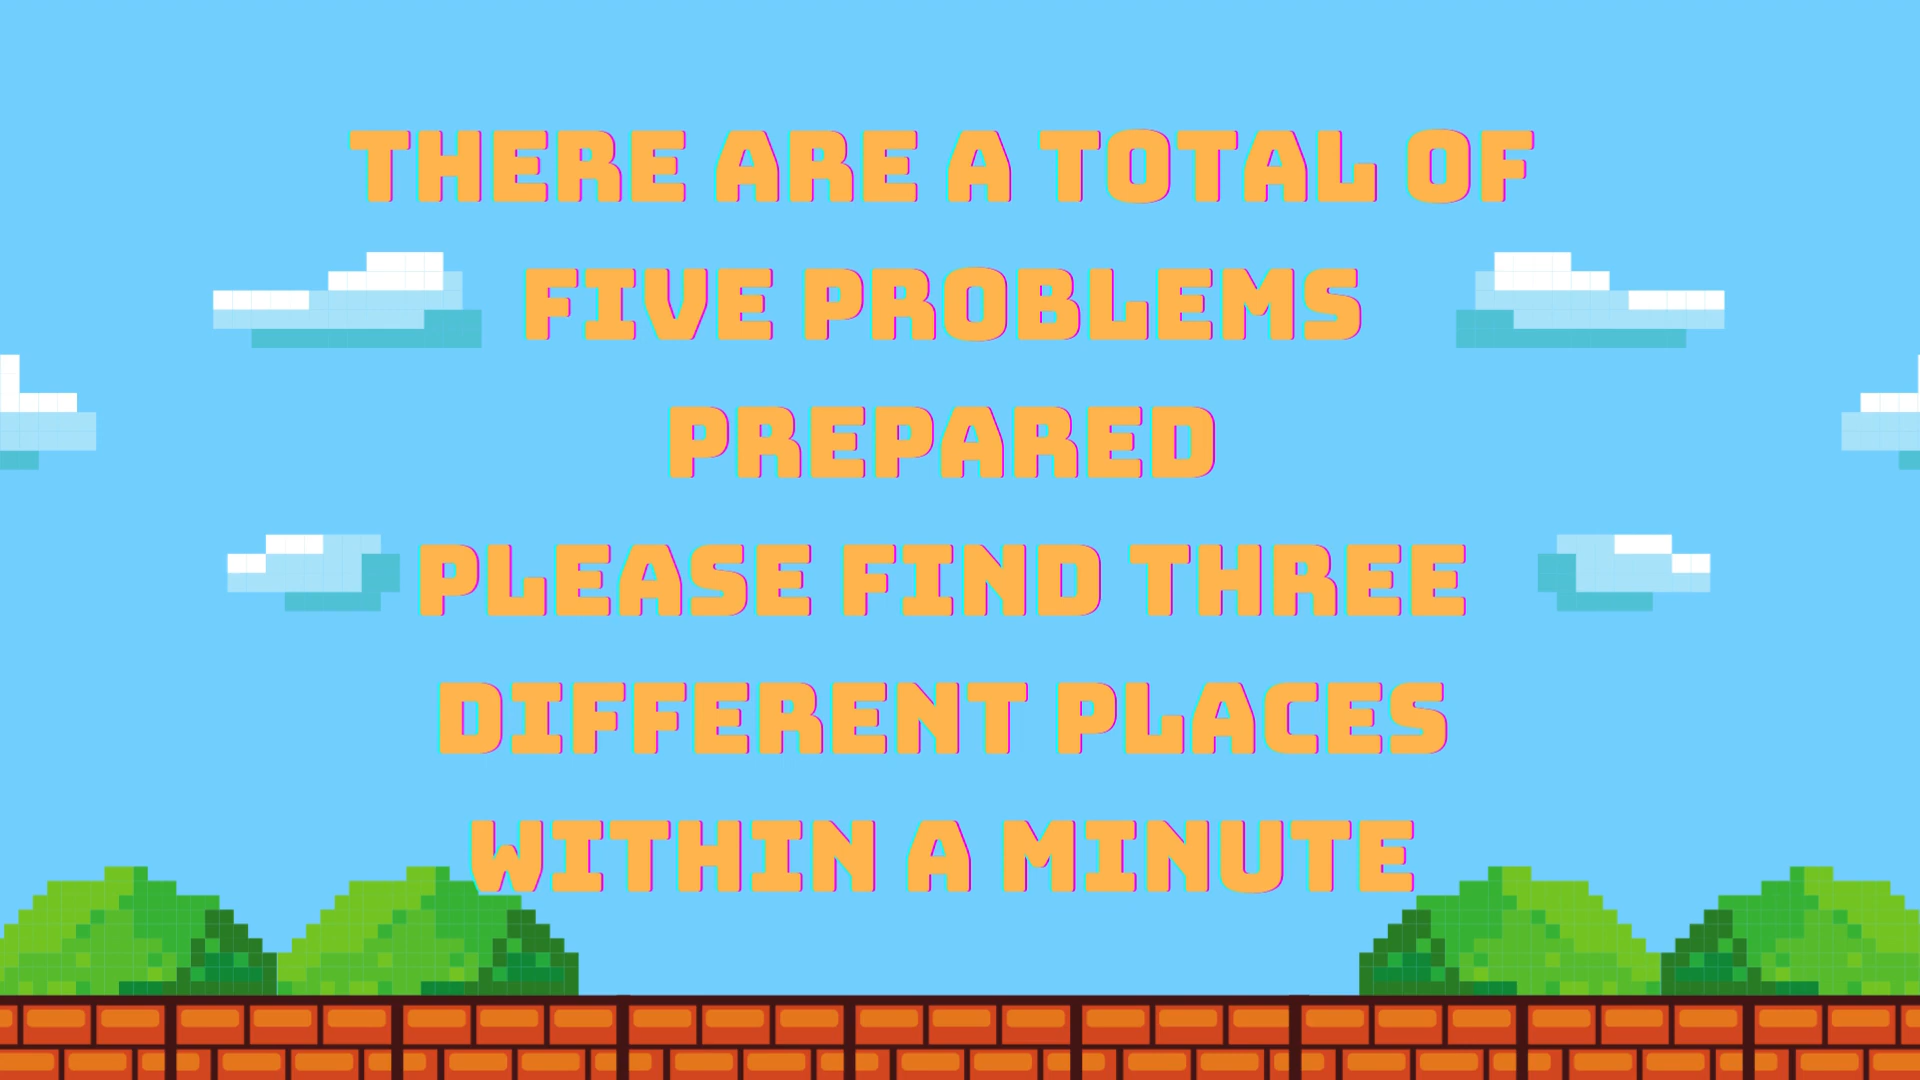 THERE ARE A TOTAL OF
FIVE PROBLEMS
PREPARED
PLEASE FIND THREE
DIFFERENT PLACES
WITHIN A MINUTE